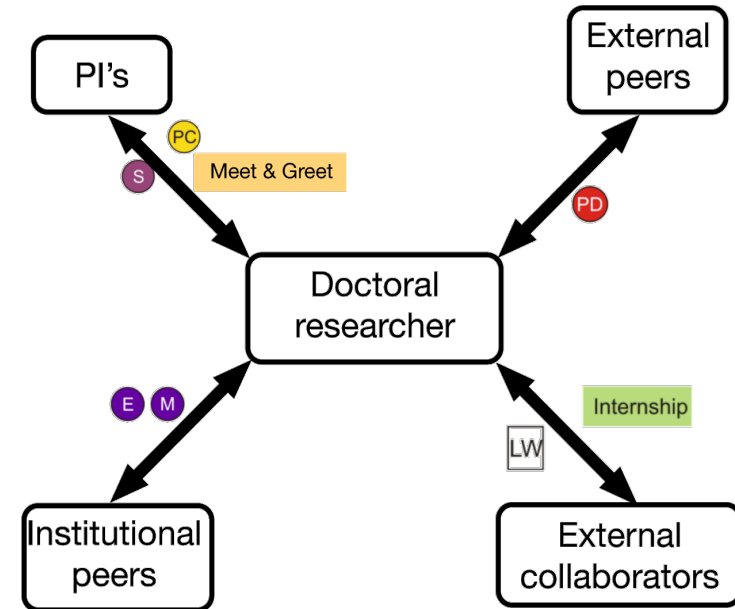 PI's
External
peers
PC
S
Meet & Greet
PD
Doctoral
researcher
E
M
Internship
LW
Institutional
peers
External
collaborators